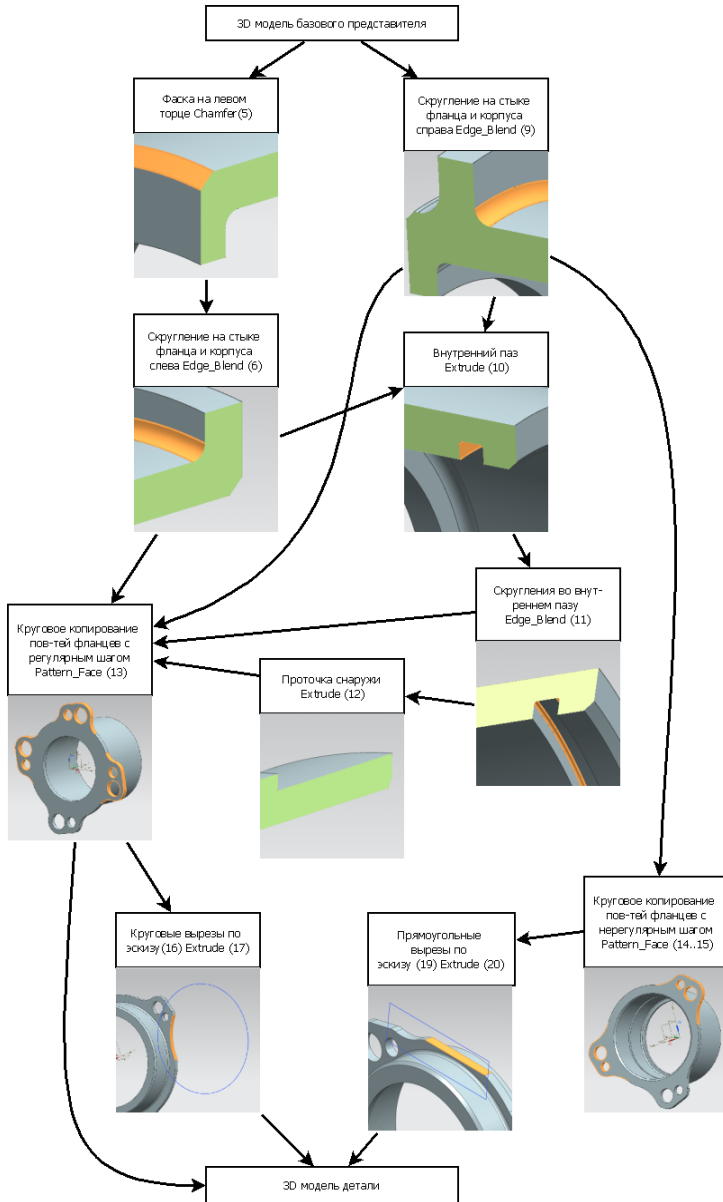 3D модель базового представителя
Фаска на левом
торце Chamfer(5)
Скругление на стыке
фланца и корпуса
справа Edge_Blend (9)
Скругление на стыке
фланца и корпуса
слева Edge_Blend (6)
Внутренний паз
Extrude (10)
Скругления во внут-
реннем пазу
Edge_Blend (11)
Круговое копирование
пов-тей фланцев с
регулярным шагом
Pattern_Face (13)
Проточка снаружи
Extrude (12)
Круговое копирование
пов-тей фланцев с
нерегулярным шагом
Pattern_Face (14..15)
Круговые вырезы по
эскизу (16) Extrude (17)
Прямоугольные
вырезы по
эскизу (19) Extrude (20)
3D модель детали